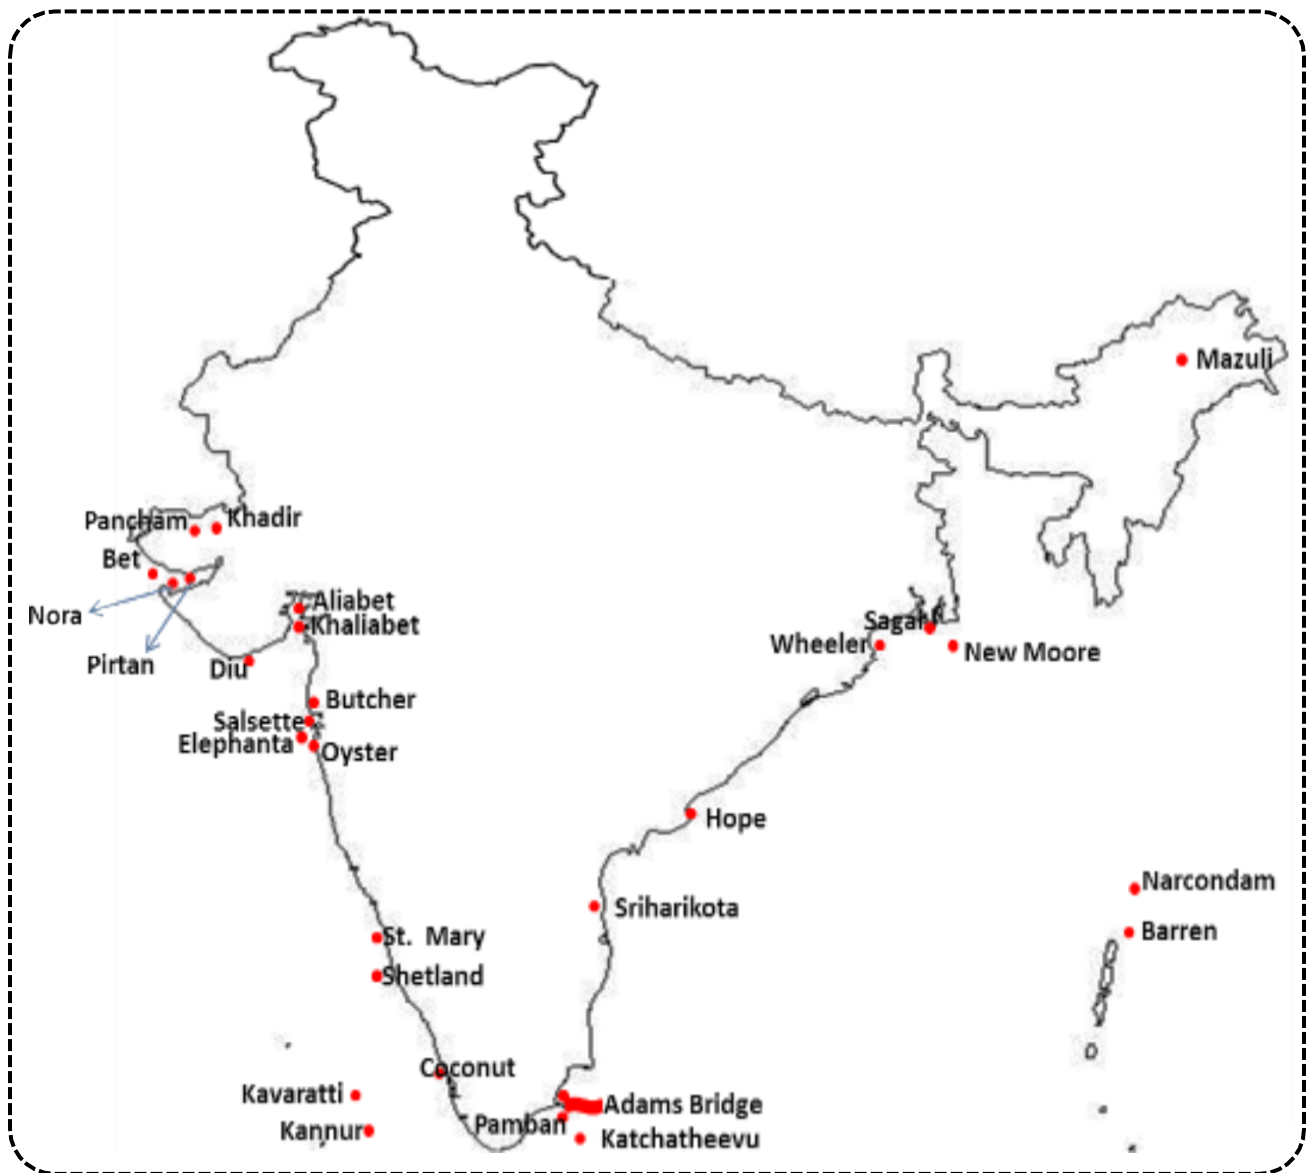 Mazuli
Pancham
Khadir
Bet
Nora
Pirtan
Aliabet
Khaliabet
Diu
Sagar
Wheeler
New Moore
Butcher
Salsette
Elephanta
Oyster
Hope
Narcondam
Sriharikota
Barren
St. Mary
Shetland
Coconut
Kavaratti
Adams Bridge
Pamban
Kannur
Katchatheevu